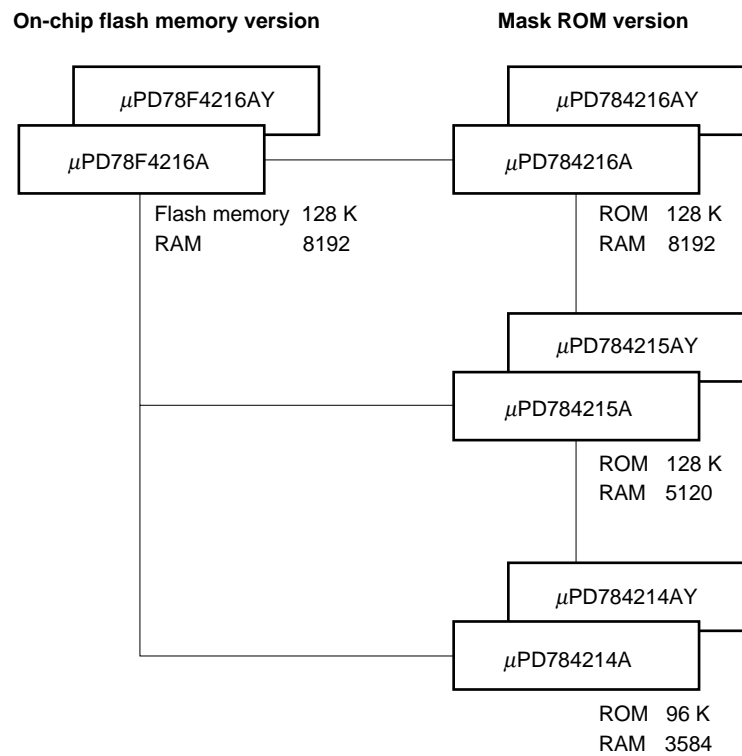 On-chip flash memory version
Mask ROM version
μPD78F4216AY
μPD784216AY
μPD78F4216A
μPD784216A
Flash memory 128 K
RAM 8192
ROM 128 K
RAM 8192
μPD784215AY
μPD784215A
ROM 128 K
RAM 5120
μPD784214AY
μPD784214A
ROM 96 K
RAM 3584